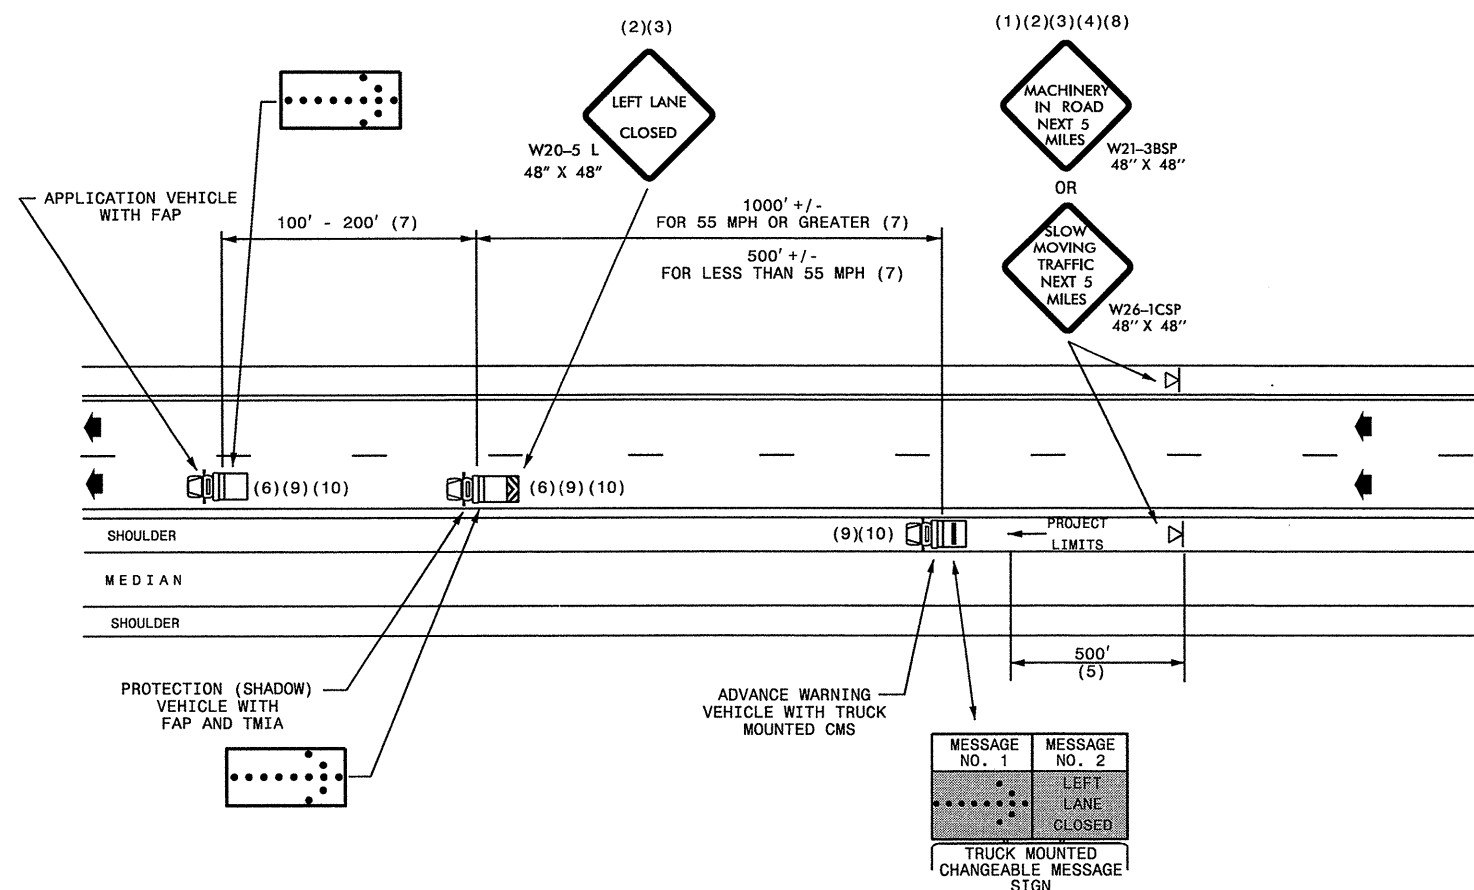 (2)(3)
(1)(2)(3)(4)(8)
LEFT LANE
CLOSED
W20-5 L
48" X 48"
MACHINERY
IN ROAD
NEXT 5
MILES
W21-3BSP
48" X 48"
OR
SLOW
MOVING
TRAFFIC
NEXT 5
MILES
W26-1CSP
48" X 48"
APPLICATION VEHICLE
WITH FAP
100' - 200' (7)
1000' +/-
FOR 55 MPH OR GREATER (7)
500' +/-
FOR LESS THAN 55 MPH (7)
(6)(9)(10)
(6)(9)(10)
SHOULDER
(9)(10)
PROJECT
LIMITS
MEDIAN
SHOULDER
500'
(5)
PROTECTION (SHADOW)
VEHICLE WITH
FAP AND TMIA
ADVANCE WARNING
VEHICLE WITH TRUCK
MOUNTED CMS
MESSAGE
NO. 1
MESSAGE
NO. 2
LEFT
LANE
CLOSED
TRUCK MOUNTED
CHANGEABLE MESSAGE
SIGN